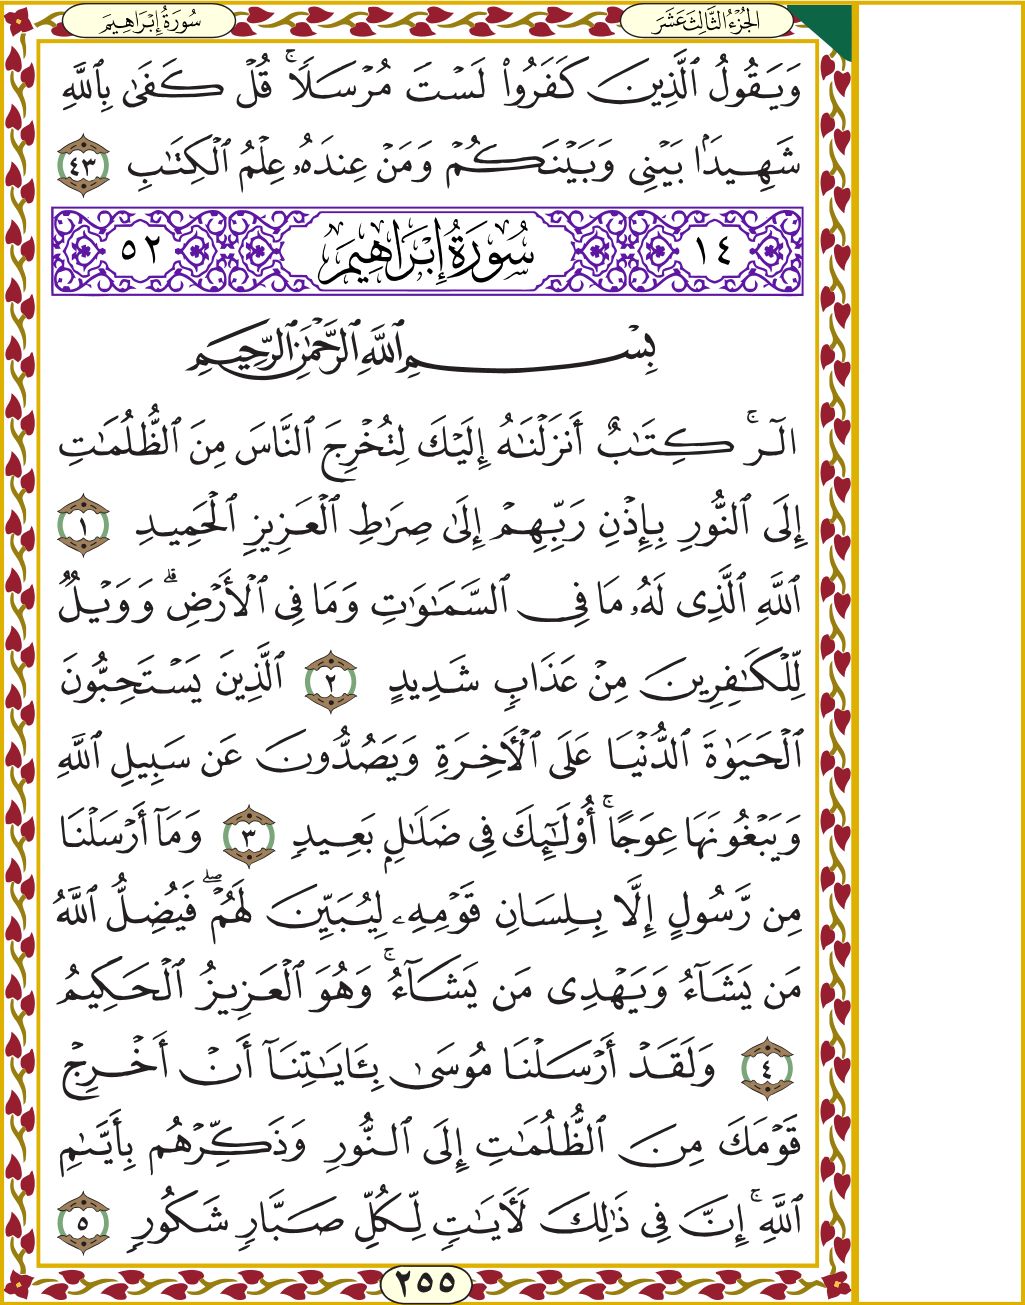 سُورَةُ إِبْرَاهِيمَ
الجُزْءُ الثَّالِثَ عَشَرَ
وَيَقُولُ ٱلَّذِينَ كَفَرُواْ لَسۡتَ مُرۡسَلٗاۚ قُلۡ كَفَىٰ بِٱللَّهِ
شَهِيدَۢا بَيۡنِي وَبَيۡنَكُمۡ وَمَنۡ عِندَهُۥ عِلۡمُ ٱلۡكِتَٰبِ ٤٣
١٤ سُورَةُ إِبْرَاهِيمَ ٥٢
بِسۡمِ ٱللَّهِ ٱلرَّحۡمَٰنِ ٱلرَّحِيمِ
الٓرۚ كِتَٰبٌ أَنزَلۡنَٰهُ إِلَيۡكَ لِتُخۡرِجَ ٱلنَّاسَ مِنَ ٱلظُّلُمَٰتِ
إِلَى ٱلنُّورِ بِإِذۡنِ رَبِّهِمۡ إِلَىٰ صِرَٰطِ ٱلۡعَزِيزِ ٱلۡحَمِيدِ ١
ٱللَّهِ ٱلَّذِي لَهُۥ مَا فِي ٱلسَّمَٰوَٰتِ وَمَا فِي ٱلۡأَرۡضِۗ وَوَيۡلٞ
لِّلۡكَٰفِرِينَ مِنۡ عَذَابٖ شَدِيدٍ ٢ ٱلَّذِينَ يَسۡتَحِبُّونَ
ٱلۡحَيَوٰةَ ٱلدُّنۡيَا عَلَى ٱلۡأٓخِرَةِ وَيَصُدُّونَ عَن سَبِيلِ ٱللَّهِ
وَيَبۡغُونَهَا عِوَجًاۚ أُوْلَٰٓئِكَ فِي ضَلَٰلِۭ بَعِيدٖ ٣ وَمَآ أَرۡسَلۡنَا
مِن رَّسُولٍ إِلَّا بِلِسَانِ قَوۡمِهِۦ لِيُبَيِّنَ لَهُمۡۖ فَيُضِلُّ ٱللَّهُ
مَن يَشَآءُ وَيَهۡدِي مَن يَشَآءُۚ وَهُوَ ٱلۡعَزِيزُ ٱلۡحَكِيمُ
٤ وَلَقَدۡ أَرۡسَلۡنَا مُوسَىٰ بِـَٔايَٰتِنَآ أَنۡ أَخۡرِجۡ
قَوۡمَكَ مِنَ ٱلظُّلُمَٰتِ إِلَى ٱلنُّورِ وَذَكِّرۡهُم بِأَيَّىٰمِ
ٱللَّهِۚ إِنَّ فِي ذَٰلِكَ لَأٓيَٰتٖ لِّكُلِّ صَبَّارٖ شَكُورٖ ٥
٢٥٥